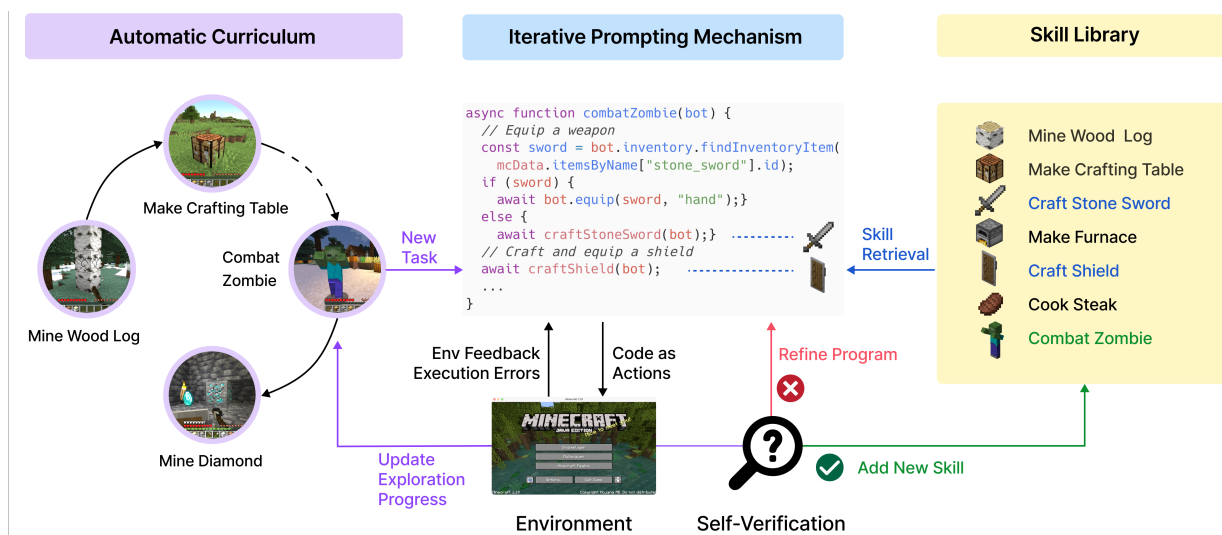 Automatic Curriculum
Iterative Prompting Mechanism
Skill Library
Make Crafting Table
Mine Wood Log
Combat
Zombie
Mine Diamond
New
Task
async function combatZombie(bot) {
// Equip a weapon
const sword = bot.inventory.findInventoryItem(
mcData.itemsByName["stone_sword"].id);
if (sword) {
await bot.equip(sword, "hand");}
else {
await craftStoneSword(bot);}
// Craft and equip a shield
await craftShield(bot);
...
}
Skill
Retrieval
Mine Wood Log
Make Crafting Table
Craft Stone Sword
Make Furnace
Craft Shield
Cook Steak
Combat Zombie
Env Feedback
Execution Errors
Code as
Actions
Refine Program
Update
Exploration
Progress
MINECRAFT
JAVA EDITION
Environment
?
Self-Verification
Add New Skill